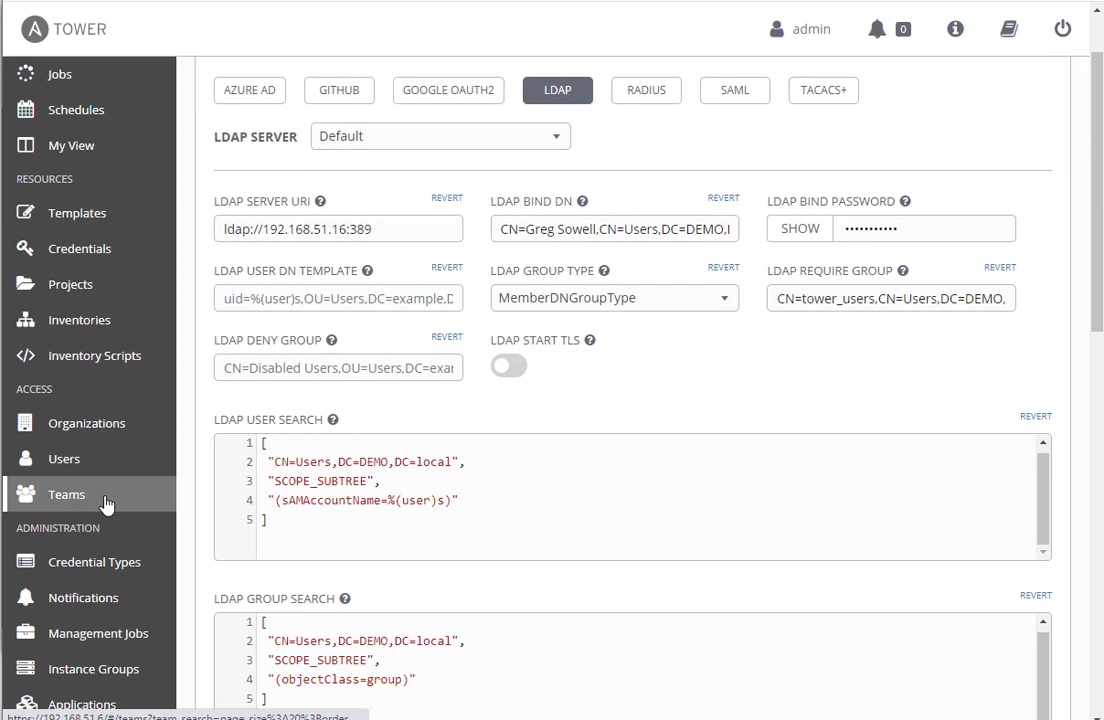 TOWER
admin
0
Jobs
Schedules
My View
RESOURCES
Templates
Credentials
Projects
Inventories
Inventory Scripts
ACCESS
Organizations
Users
Teams
ADMINISTRATION
Credential Types
Notifications
Management Jobs
Instance Groups
Applications
AZURE AD
GITHUB
GOOGLE OAUTH2
LDAP
RADIUS
SAML
TACACS+
LDAP SERVER
Default
LDAP SERVER URI
REVERT
LDAP BIND DN
REVERT
LDAP BIND PASSWORD
ldap://192.168.51.16:389
CN=Greg Sowell,CN=Users,DC=DEMO,
SHOW
•••••••••••
LDAP USER DN TEMPLATE
REVERT
LDAP GROUP TYPE
REVERT
LDAP REQUIRE GROUP
REVERT
uid=%(user)s,OU=Users,DC=example,D
MemberDNGroupType
CN=tower_users,CN=Users,DC=DEMO,
LDAP DENY GROUP
REVERT
LDAP START TLS
CN=Disabled Users,OU=Users,DC=exar
LDAP USER SEARCH
REVERT
1 [
2 "CN=Users,DC=DEMO,DC=local",
3 "SCOPE_SUBTREE",
4 "(sAMAccountName=%(user)s)"
5 ]
LDAP GROUP SEARCH
REVERT
1 [
2 "CN=Users,DC=DEMO,DC=local",
3 "SCOPE_SUBTREE",
4 "(objectClass=group)"
5 ]